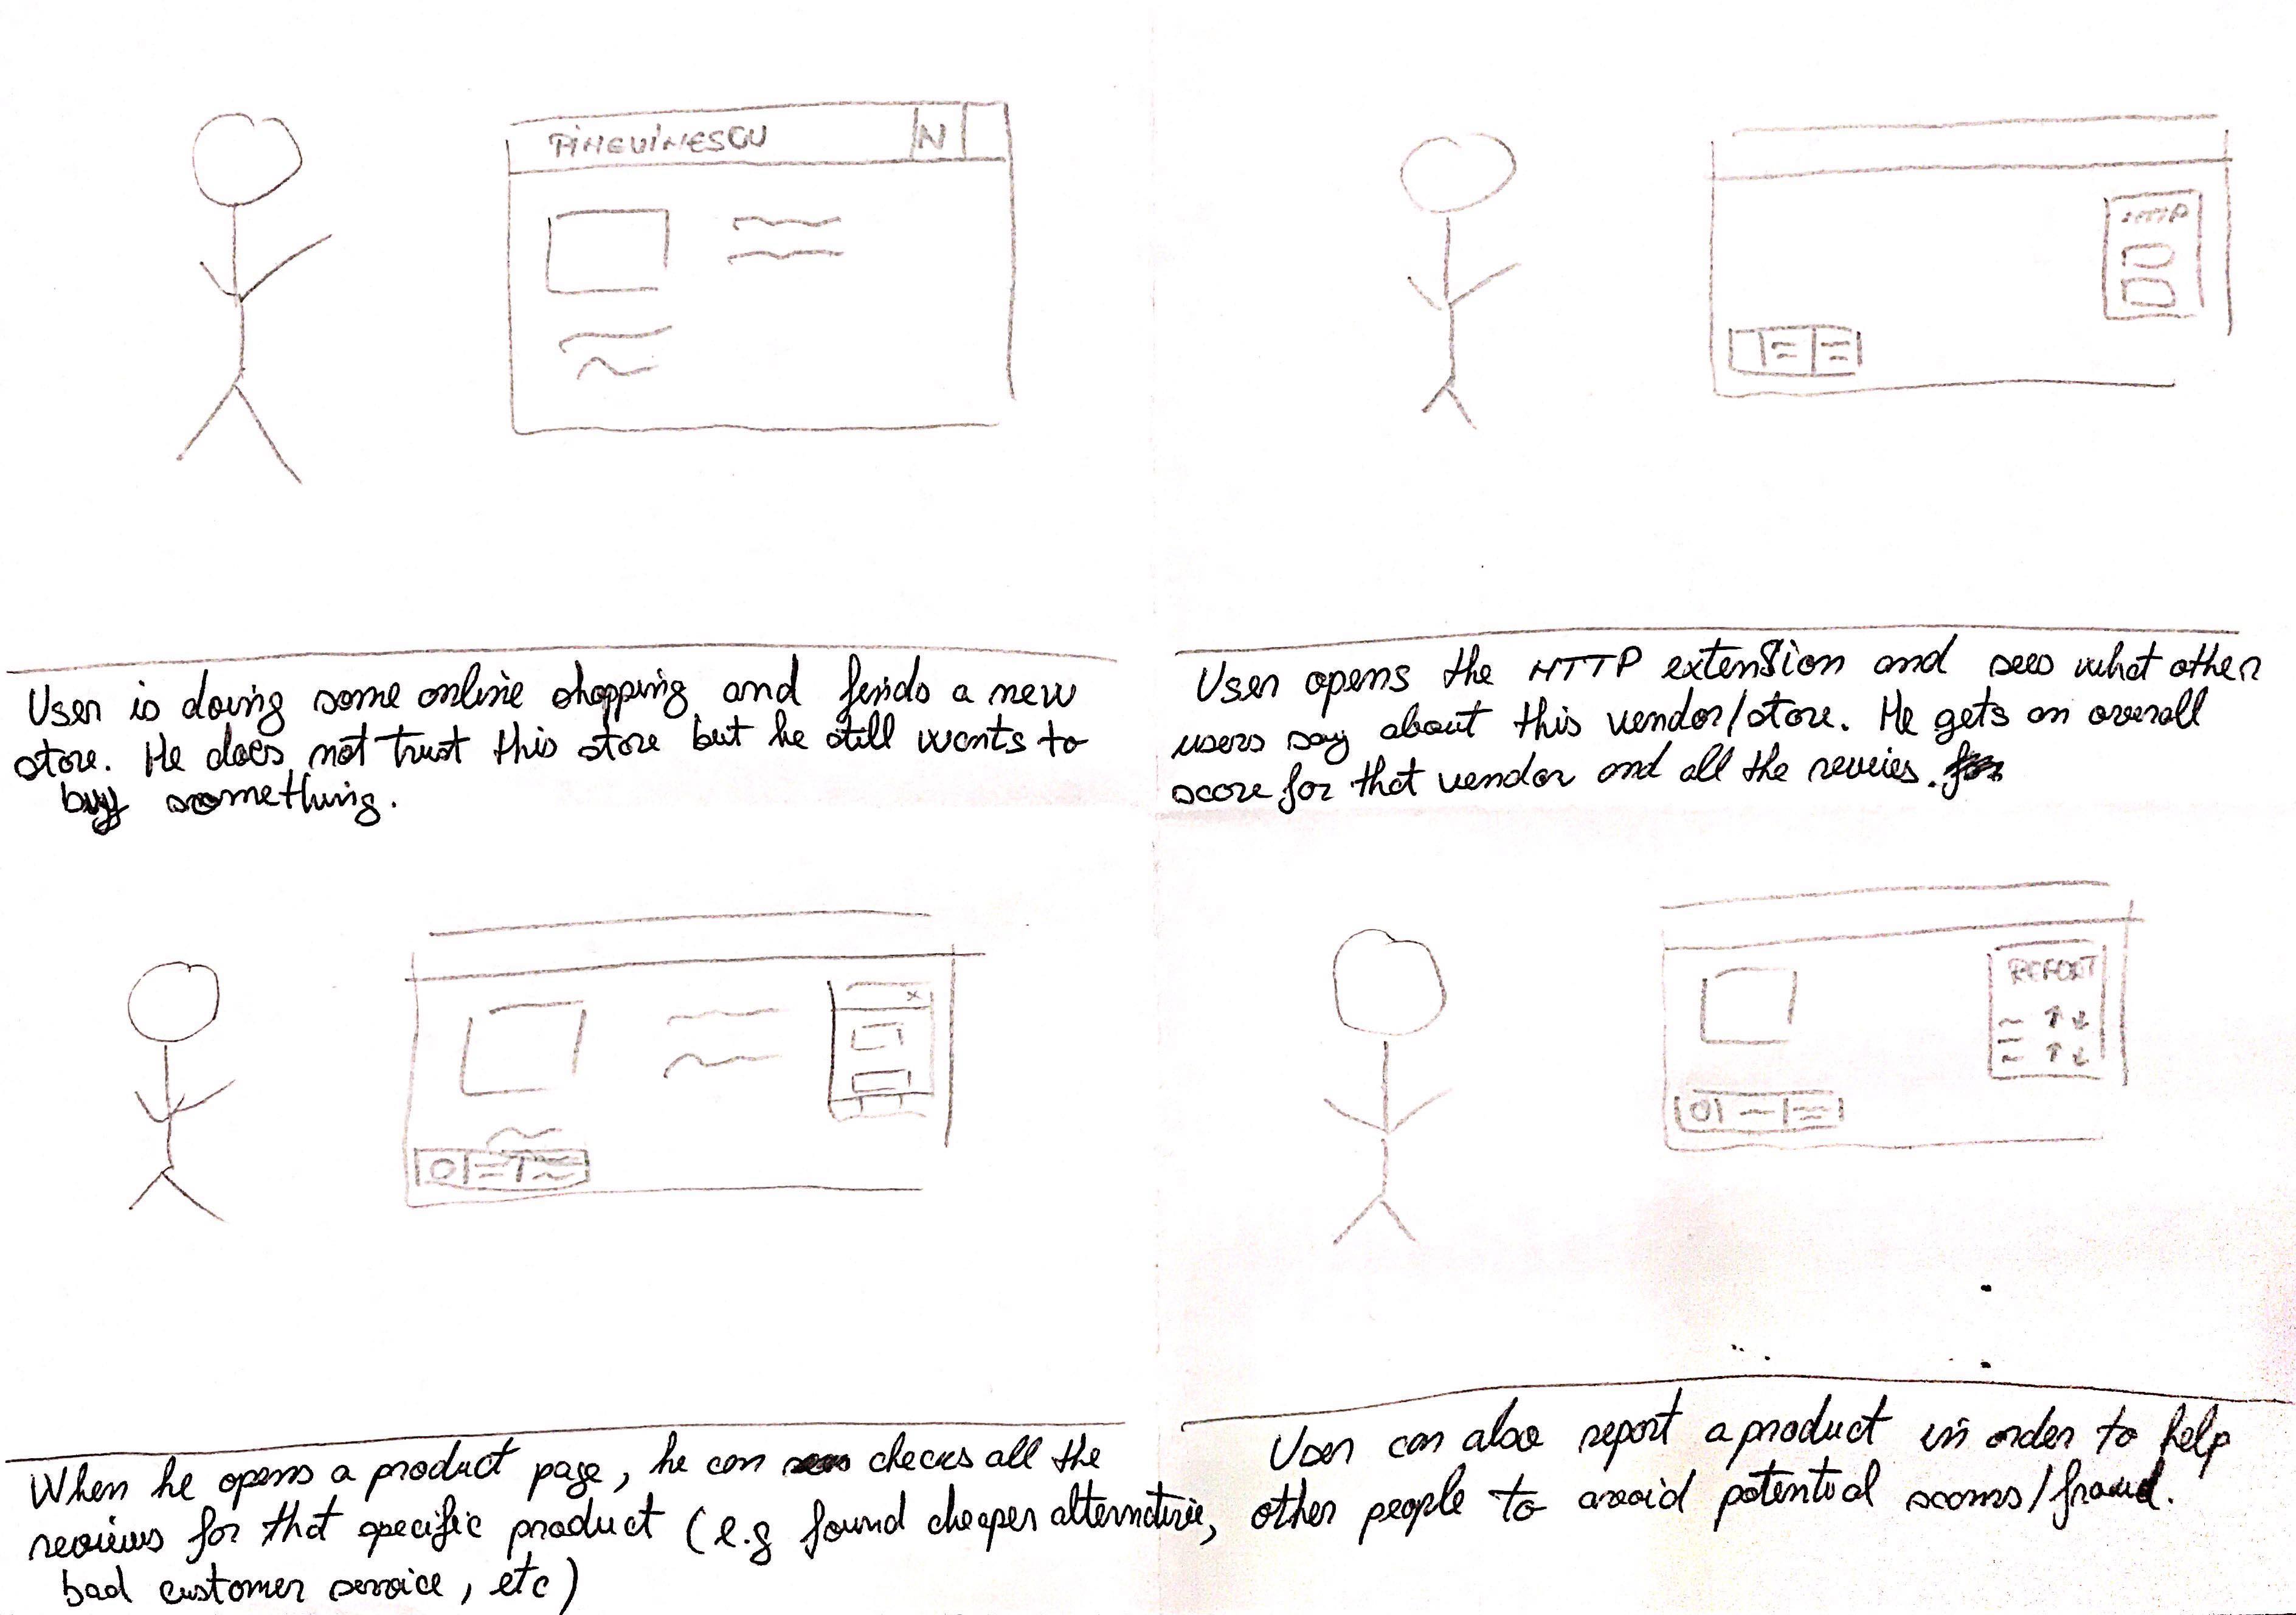 PINGUINESCU
N
User is doing some online shopping and finds a new
store. He does not trust this store but he still wants to
buy something.
HTTP
User opens the HTTP extension and sees what other
users say about this vendor/store. He gets an overall
score for that vendor and all the reveies.
X
When he opens a product page, he can checks all the
reviews for that specific product (e.g found cheaper alternative,
bad customer service, etc)
REPORT
User can also report a product in order to help
other people to avoid potential scams/fraud.